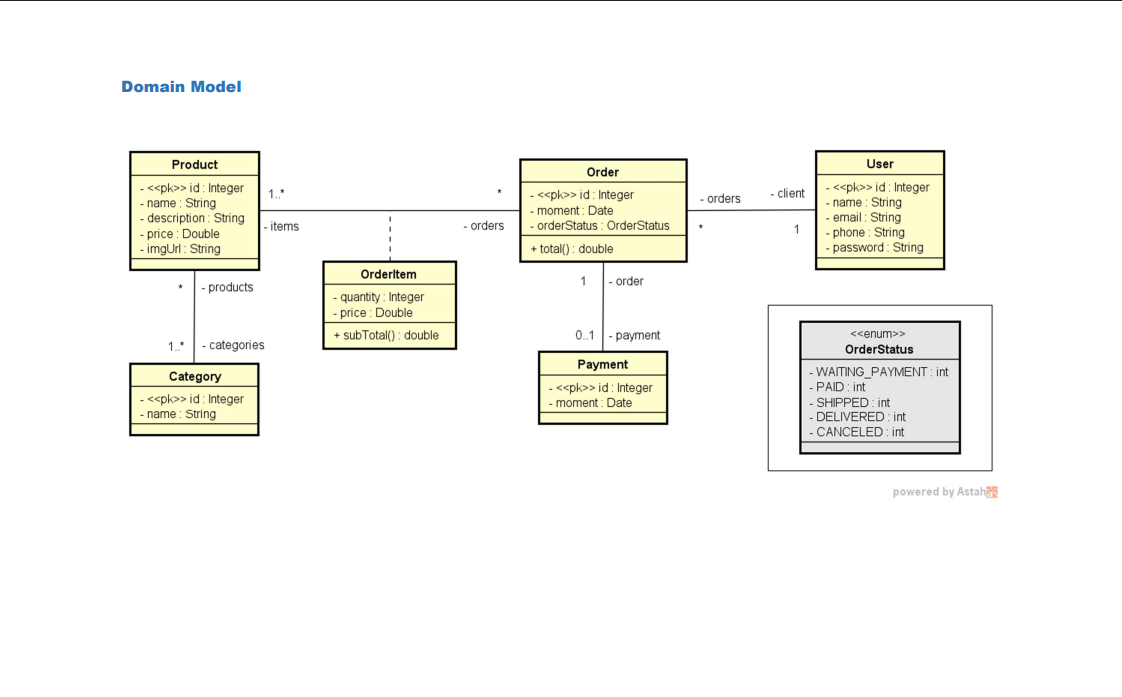 Domain Model
Product
- <<pk>> id : Integer
- name : String
- description : String
- price : Double
- imgUrl : String
1..*
- items
*
- orders
Order
- <<pk>> id : Integer
- moment : Date
- orderStatus : OrderStatus
+ total() : double
- orders
*
- client
1
User
- <<pk>> id : Integer
- name : String
- email : String
- phone : String
- password : String
OrderItem
- quantity : Integer
- price : Double
+ subTotal() : double
* - products
1..* - categories
Category
- <<pk>> id : Integer
- name : String
1 - order
0..1 - payment
Payment
- <<pk>> id : Integer
- moment : Date
<<enum>>
OrderStatus
- WAITING_PAYMENT : int
- PAID : int
- SHIPPED : int
- DELIVERED : int
- CANCELED : int
powered by Astah